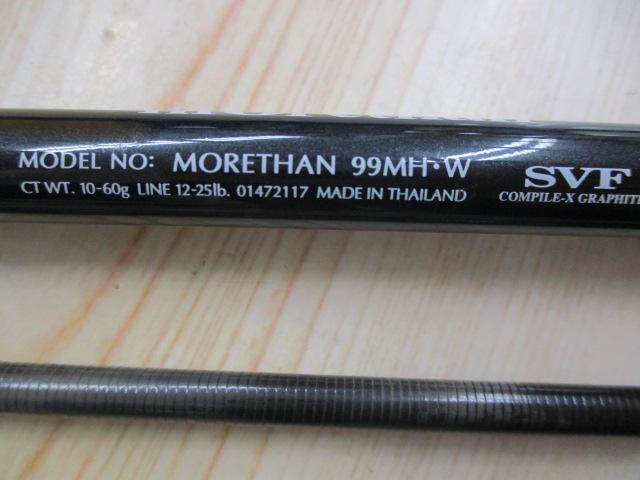 MODEL NO: MORETHAN 99MH·W
CT WT. 10-60g LINE 12-25lb. 01472117 MADE IN THAILAND
SVF
COMPILE-X GRAPHITE